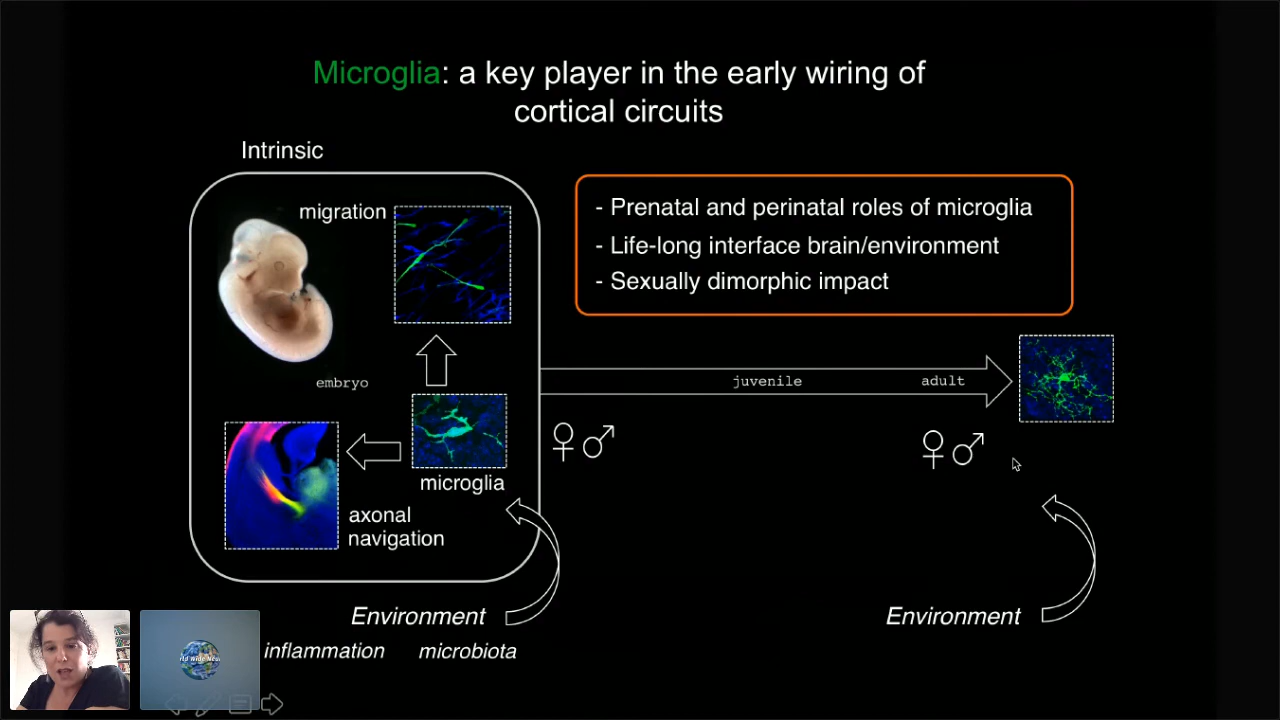 Microglia: a key player in the early wiring of
cortical circuits
Intrinsic
migration
- Prenatal and perinatal roles of microglia
- Life-long interface brain/environment
- Sexually dimorphic impact
embryo
juvenile
adult
microglia
axonal
navigation
Environment
Environment
inflammation
microbiota
Wide